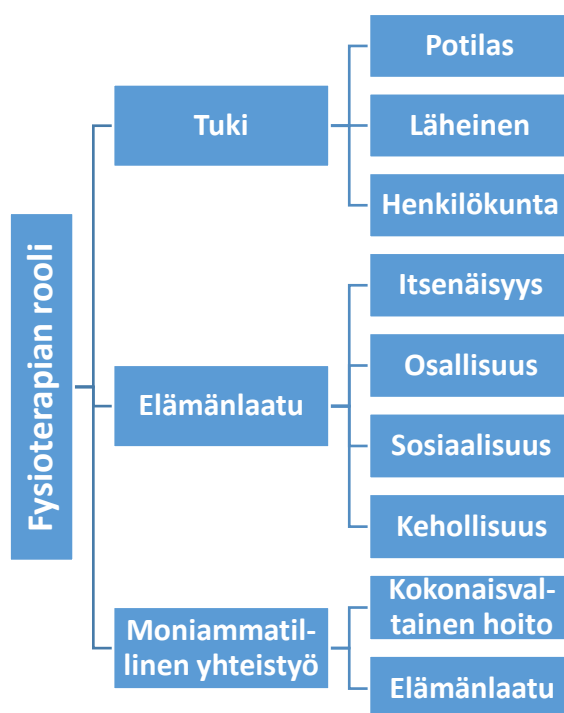 Fysioterapian rooli
Tuki
Potilas
Läheinen
Henkilökunta
Elämänlaatu
Itsenäisyys
Osallisuus
Sosiaalisuus
Kehollisuus
Moniammatil-
linen yhteistyö
Kokonaisval-
tainen hoito
Elämänlaatu